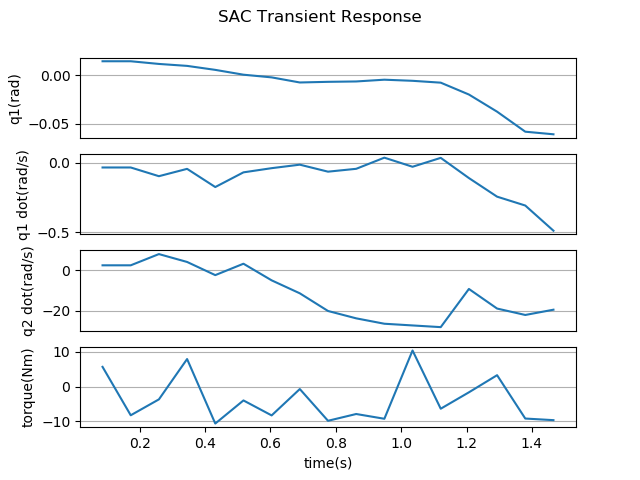 SAC Transient Response
q1(rad)
0.00
−0.05
q1 dot(rad/s)
0.0
−0.5
q2 dot(rad/s)
0
−20
torque(Nm)
10
0
−10
0.2 0.4 0.6 0.8 1.0 1.2 1.4
time(s)